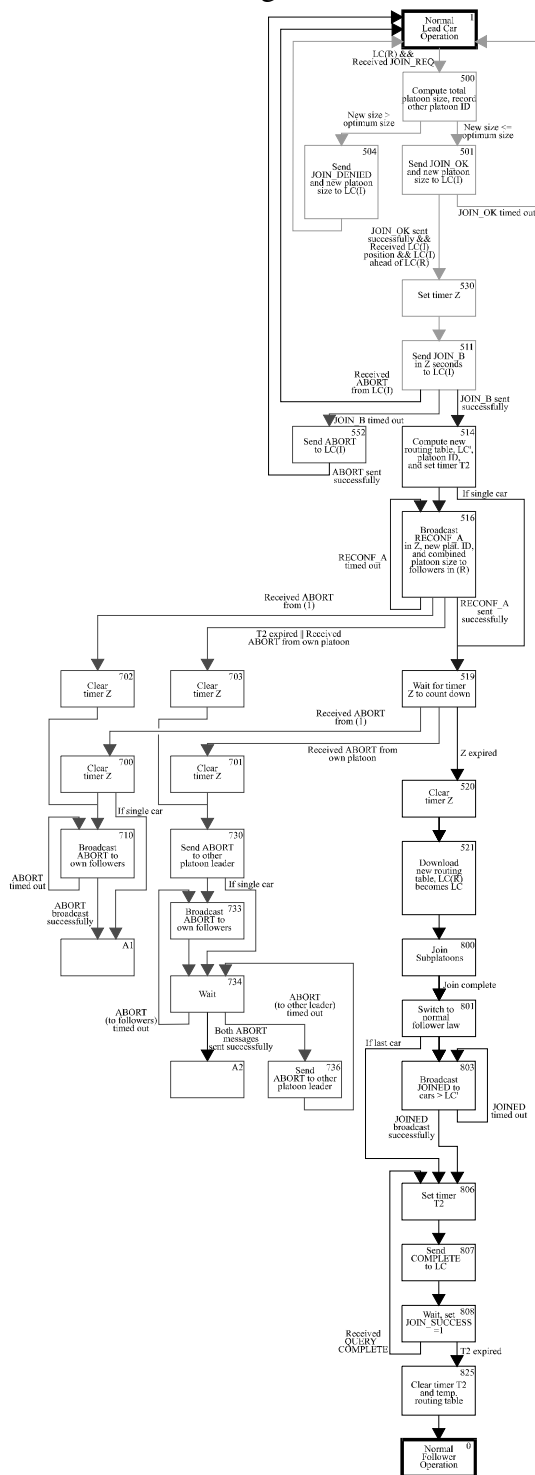 1
Normal
Lead Car
Operation
LC(R) &&
Received JOIN_REQ
500
Compute total
platoon size, record
other platoon ID
New size >
optimum size
New size <=
optimum size
504
Send
JOIN_DENIED
and new platoon
size to LC(I)
501
Send JOIN_OK
and new platoon
size to LC(I)
JOIN_OK timed out
JOIN_OK sent
successfully &&
Received LC(I)
position && LC(I)
ahead of LC(R)
530
Set timer Z
511
Send JOIN_B
in Z seconds
to LC(I)
Received
ABORT
from LC(I)
JOIN_B sent
successfully
JOIN_B timed out
552
Send ABORT
to LC(I)
ABORT sent
successfully
514
Compute new
routing table, LC',
platoon ID,
and set timer T2
If single car
516
Broadcast
RECONF_A
in Z, new plat. ID,
and combined
platoon size to
followers in (R)
RECONF_A
timed out
Received ABORT
from (1)
RECONF_A
sent
successfully
T2 expired || Received
ABORT from own platoon
702
Clear
timer Z
703
Clear
timer Z
519
Wait for timer
Z to count down
Received ABORT
from (1)
Received ABORT from
own platoon
Z expired
700
Clear
timer Z
701
Clear
timer Z
520
Clear
timer Z
If single car
710
Broadcast
ABORT to
own followers
ABORT
timed out
730
Send ABORT
to other
platoon leader
521
Download
new routing
table, LC(R)
becomes LC
If single car
ABORT
broadcast
successfully
733
Broadcast
ABORT to
own followers
A1
800
Join
Subplatoons
Join complete
734
Wait
ABORT
(to followers)
timed out
ABORT
(to other leader)
timed out
801
Switch to
normal
follower law
Both ABORT
messages
sent successfully
If last car
A2
736
Send
ABORT to other
platoon leader
803
Broadcast
JOINED to
cars > LC'
JOINED
timed out
JOINED
broadcast
successfully
806
Set timer
T2
807
Send
COMPLETE
to LC
808
Wait, set
JOIN_SUCCESS
=1
Received
QUERY
COMPLETE
T2 expired
825
Clear timer T2
and temp.
routing table
0
Normal
Follower
Operation